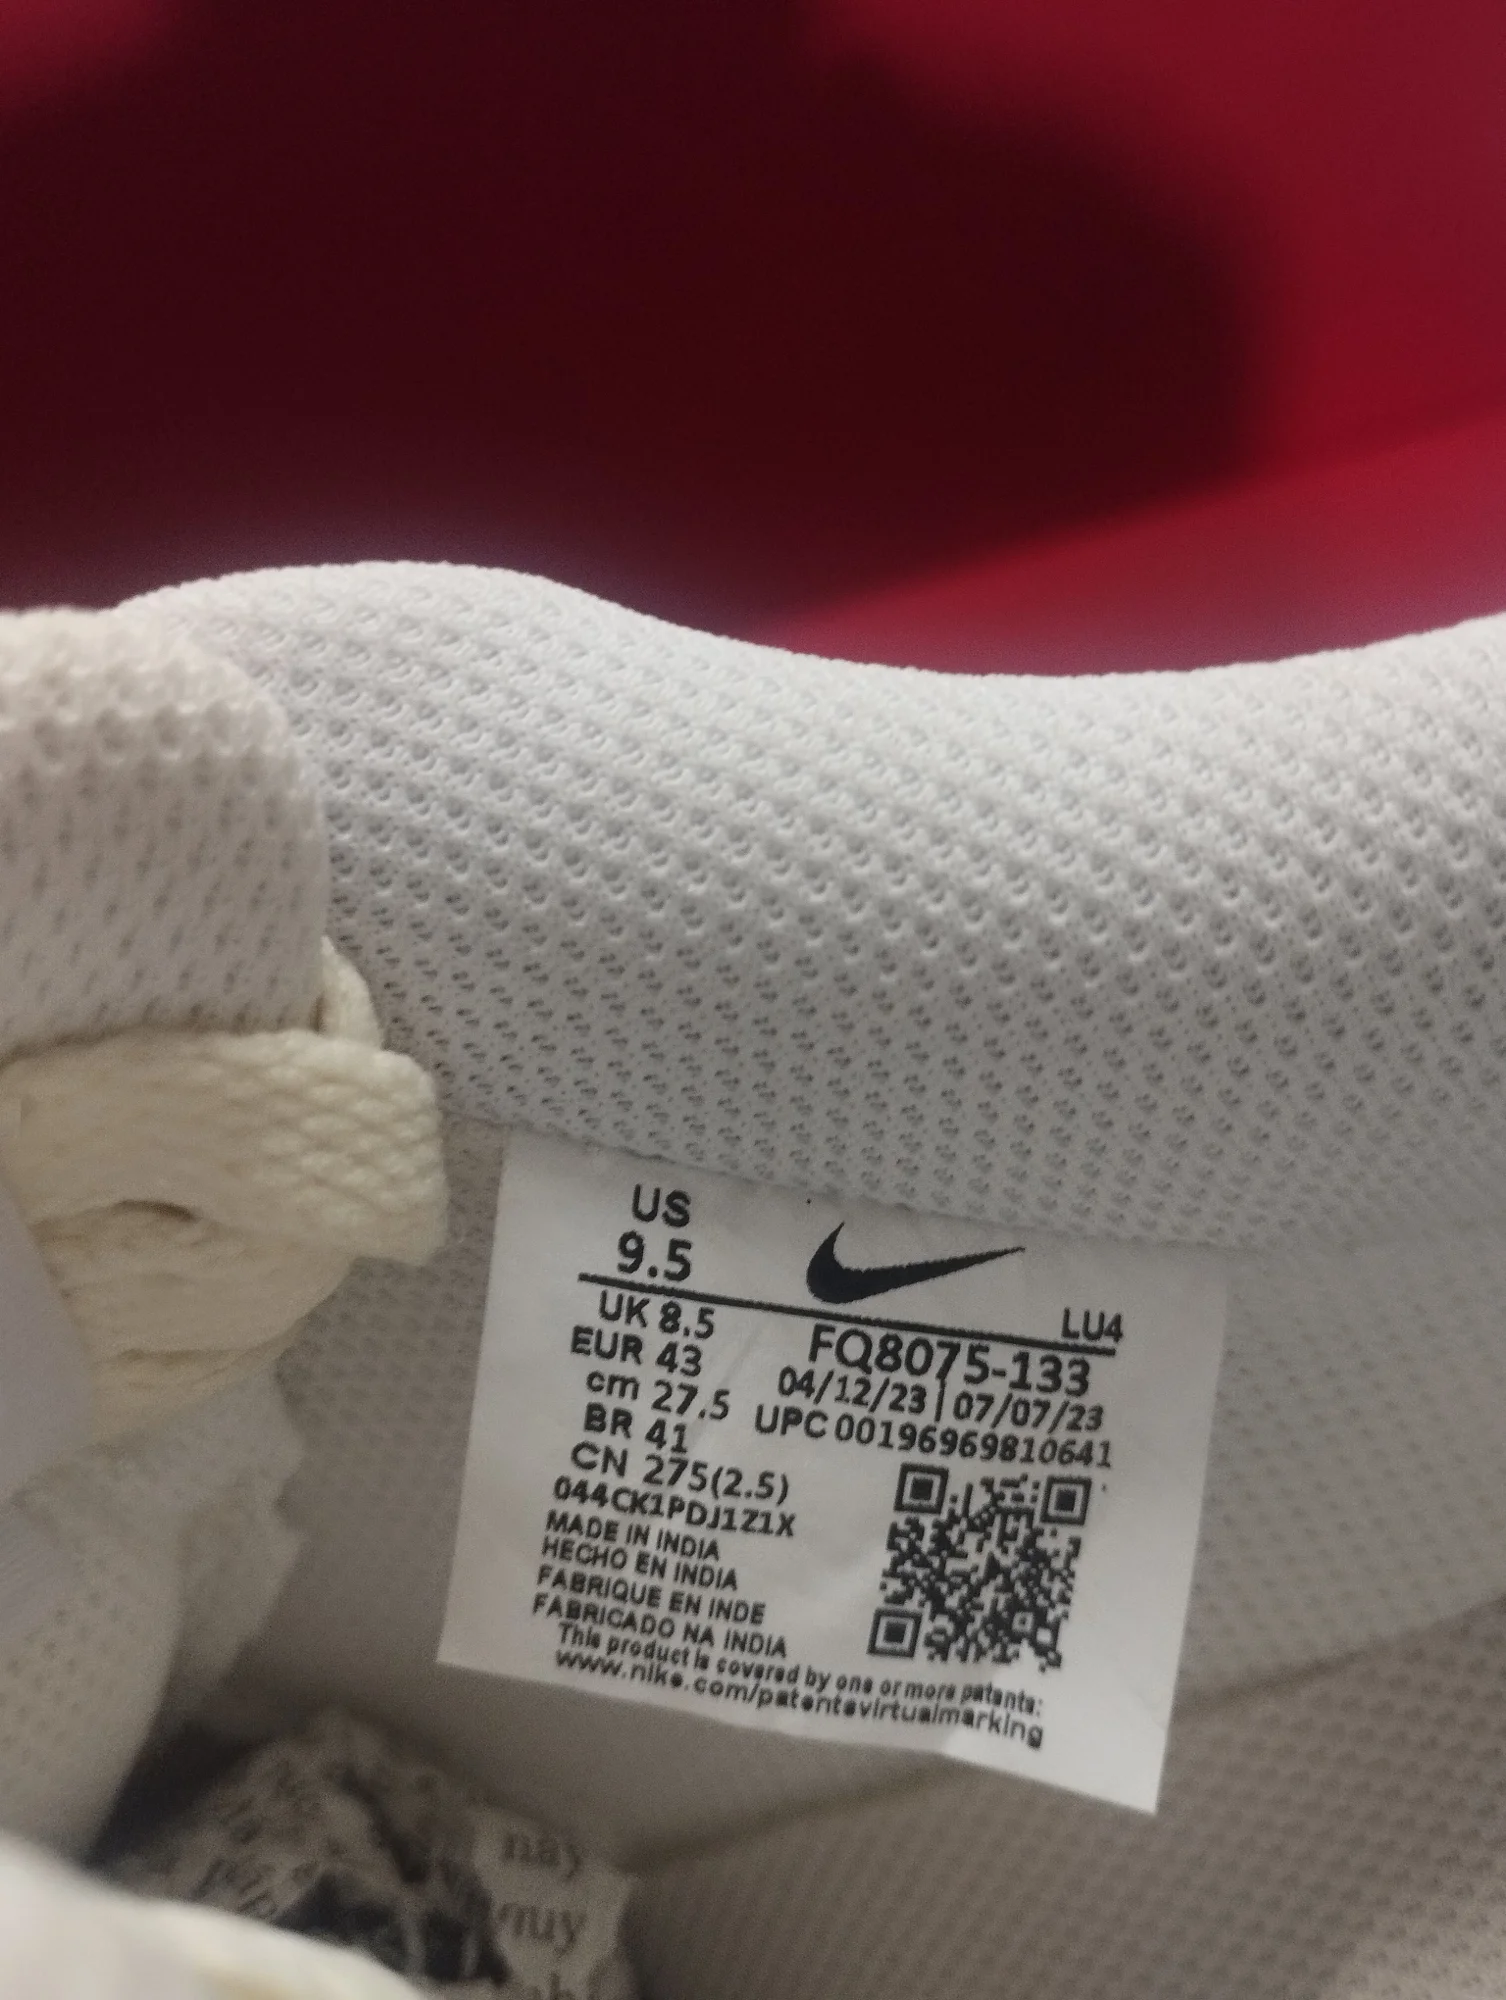 US
9.5
LU4
UK 8.5
EUR 43
cm 27.5
BR 41
CN 275(2.5)
044CK1PDJ1Z1X
FQ8075-133
04/12/23 | 07/07/23
UPC 00196969810641
MADE IN INDIA
HECHO EN INDIA
FABRIQUE EN INDE
FABRICADO NA INDIA
This product is covered by one or more patents:
www.nike.com/patentsvirtualmarking